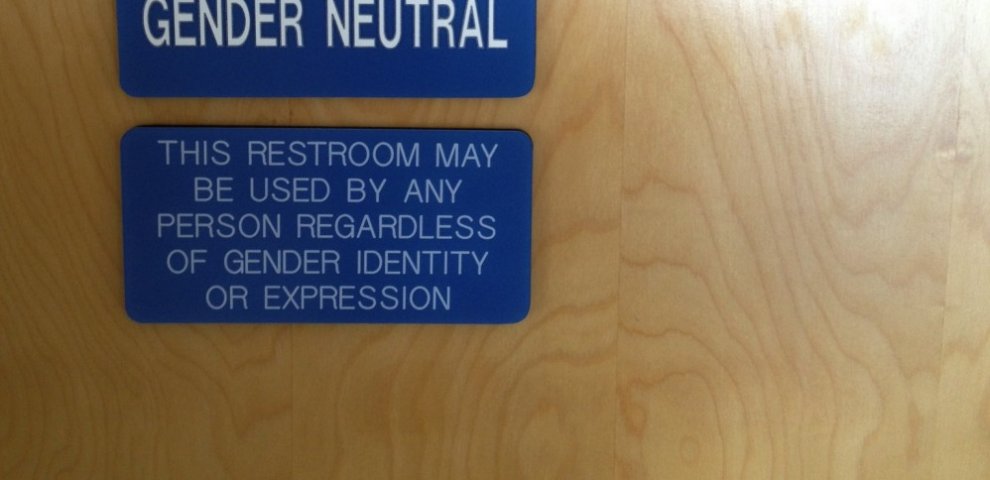 GENDER NEUTRAL
THIS RESTROOM MAY
BE USED BY ANY
PERSON REGARDLESS
OF GENDER IDENTITY
OR EXPRESSION